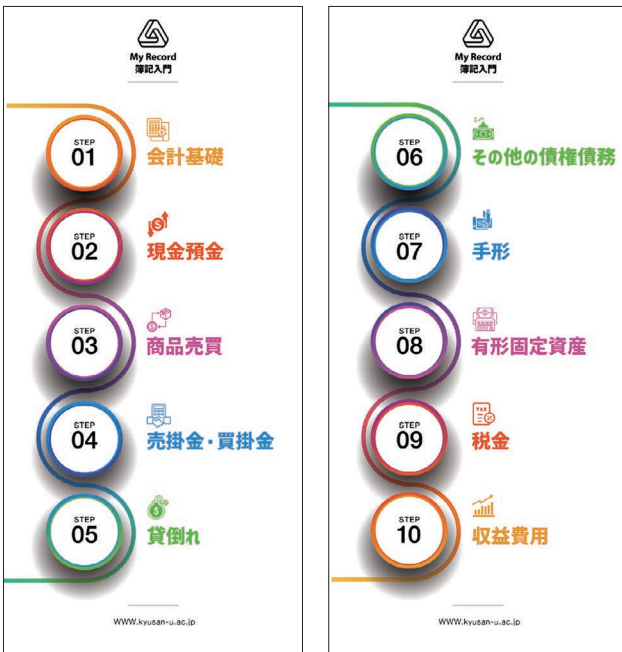 My Record
簿記入門
STEP
01
会計基礎
STEP
02
現金預金
STEP
03
商品売買
STEP
04
売掛金・買掛金
STEP
05
貸倒れ
WWW.kyusan-u.ac.jp
My Record
簿記入門
STEP
06
その他の債権債務
STEP
07
手形
STEP
08
有形固定資産
TAX
STEP
09
税金
STEP
10
収益費用
WWW.kyusan-u.ac.jp